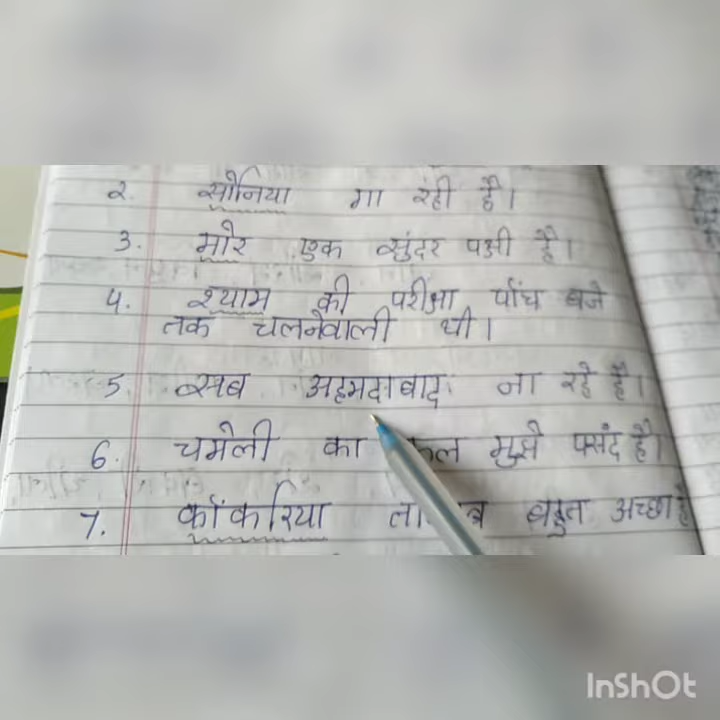 2. सोनिया गा रही है।
3. मोर एक सुंदर पक्षी है।
4. श्याम की परीक्षा पाँच बजे
तक चलनेवाली थी।
5. सब अहमदाबाद जा रहे है।
6. चमेली का मुझे पसंद है।
7. काँकरिया बहुत अच्छा है
InShOt